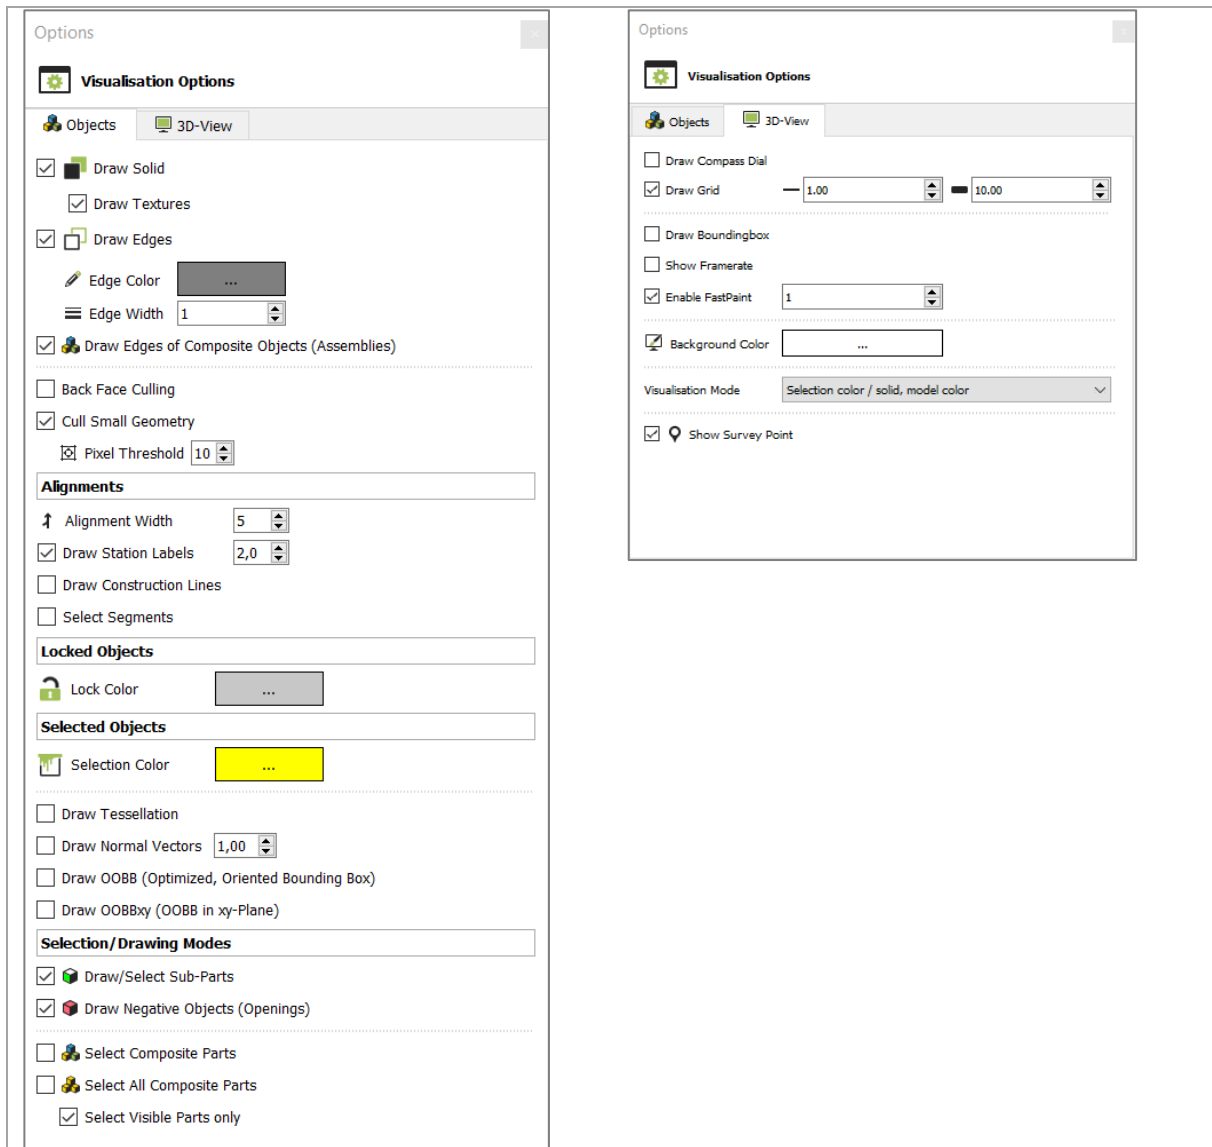 Options
Visualisation Options
Objects
3D-View
Draw Solid
Draw Textures
Draw Edges
Edge Color ...
Edge Width 1
Draw Edges of Composite Objects (Assemblies)
Back Face Culling
Cull Small Geometry
Pixel Threshold 10
Alignments
Alignment Width 5
Draw Station Labels 2,0
Draw Construction Lines
Select Segments
Locked Objects
Lock Color ...
Selected Objects
Selection Color ...
Draw Tessellation
Draw Normal Vectors 1,00
Draw OOBB (Optimized, Oriented Bounding Box)
Draw OOBBxy (OOBB in xy-Plane)
Selection/Drawing Modes
Draw/Select Sub-Parts
Draw Negative Objects (Openings)
Select Composite Parts
Select All Composite Parts
Select Visible Parts only
Options
Visualisation Options
Objects
3D-View
Draw Compass Dial
Draw Grid 1.00 10.00
Draw Boundingbox
Show Framerate
Enable FastPaint 1
Background Color ...
Visualisation Mode Selection color / solid, model color
Show Survey Point